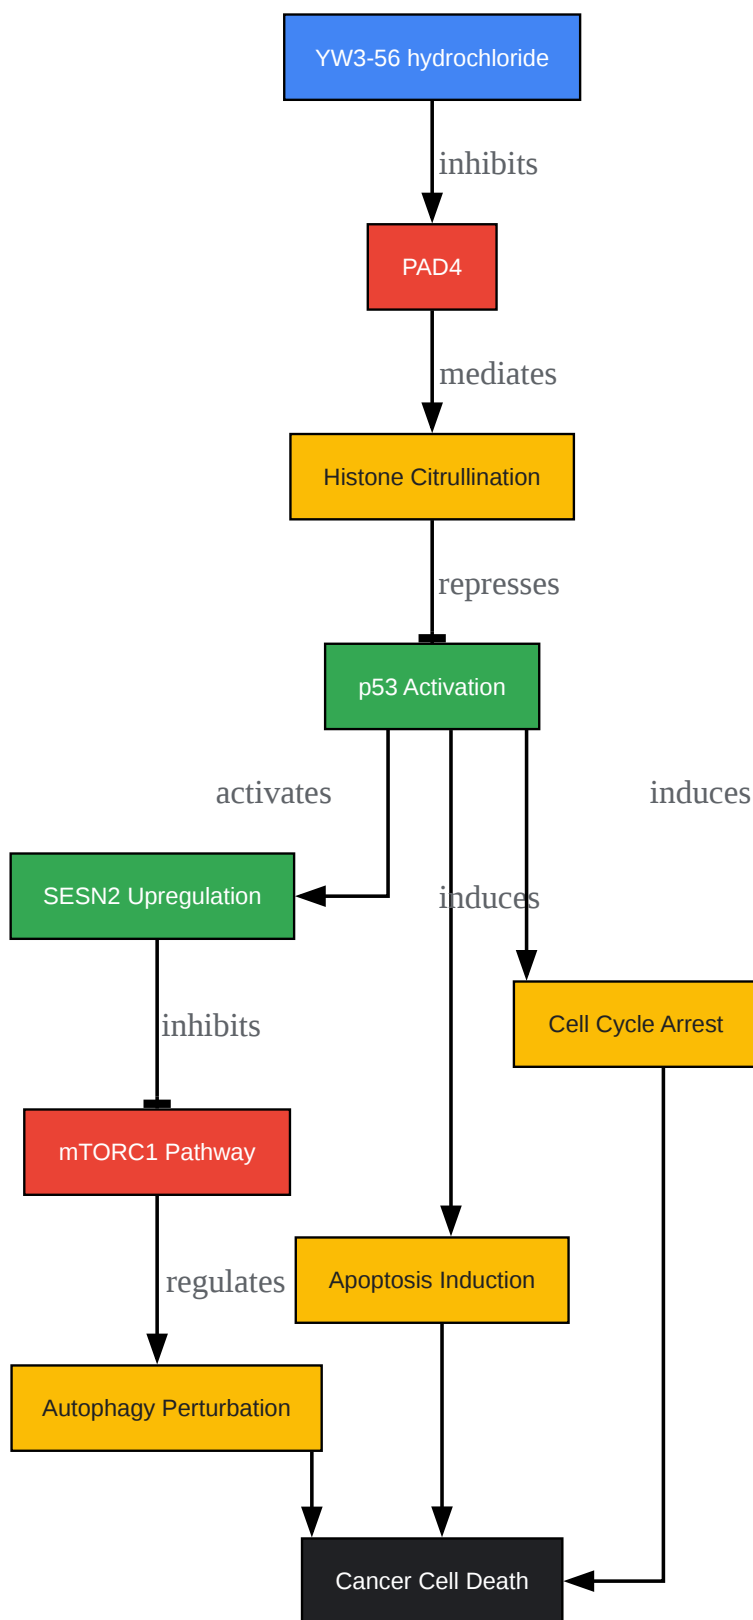 YW3-56 hydrochloride
inhibits
PAD4
mediates
Histone Citrullination
represses
p53 Activation
activates
induces
SESN2 Upregulation
induces
Cell Cycle Arrest
inhibits
mTORC1 Pathway
regulates
Apoptosis Induction
Autophagy Perturbation
Cancer Cell Death